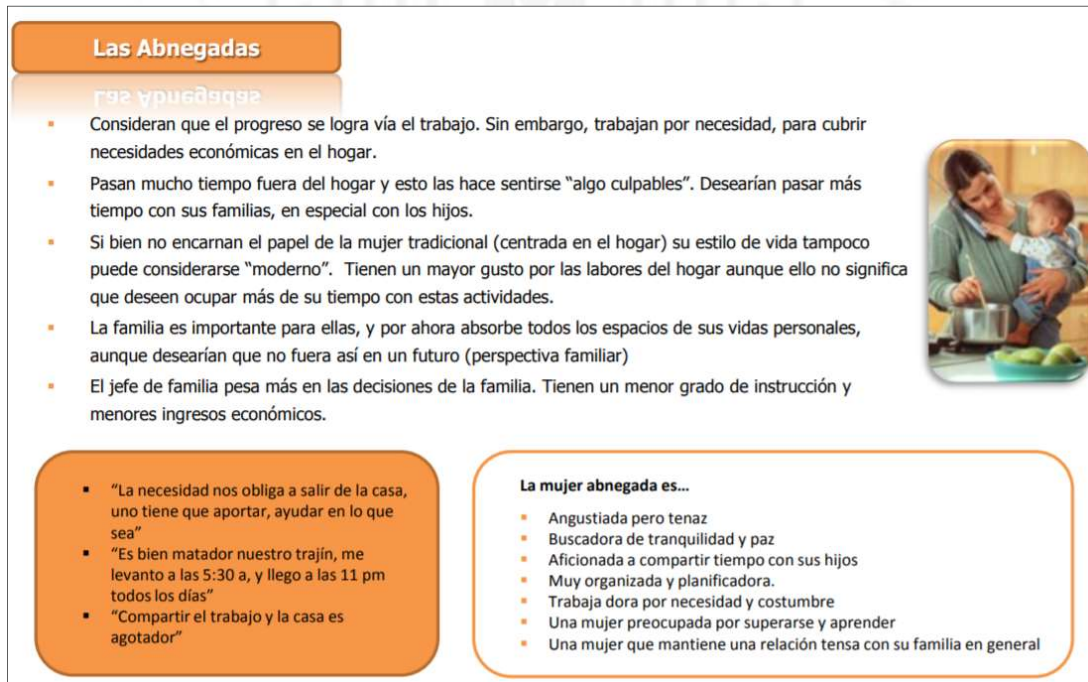 Las Abnegadas
▪ Consideran que el progreso se logra vía el trabajo. Sin embargo, trabajan por necesidad, para cubrir
necesidades económicas en el hogar.
▪ Pasan mucho tiempo fuera del hogar y esto las hace sentirse “algo culpables”. Desearían pasar más
tiempo con sus familias, en especial con los hijos.
▪ Si bien no encarnan el papel de la mujer tradicional (centrada en el hogar) su estilo de vida tampoco
puede considerarse “moderno”. Tienen un mayor gusto por las labores del hogar aunque ello no significa
que deseen ocupar más de su tiempo con estas actividades.
▪ La familia es importante para ellas, y por ahora absorbe todos los espacios de sus vidas personales,
aunque desearían que no fuera así en un futuro (perspectiva familiar)
▪ El jefe de familia pesa más en las decisiones de la familia. Tienen un menor grado de instrucción y
menores ingresos económicos.
▪ “La necesidad nos obliga a salir de la casa,
uno tiene que aportar, ayudar en lo que
sea”
▪ “Es bien matador nuestro trajín, me
levanto a las 5:30 a, y llego a las 11 pm
todos los días”
▪ “Compartir el trabajo y la casa es
agotador”
La mujer abnegada es...
▪ Angustiada pero tenaz
▪ Buscadora de tranquilidad y paz
▪ Aficionada a compartir tiempo con sus hijos
▪ Muy organizada y planificadora.
▪ Trabaja dora por necesidad y costumbre
▪ Una mujer preocupada por superarse y aprender
▪ Una mujer que mantiene una relación tensa con su familia en general